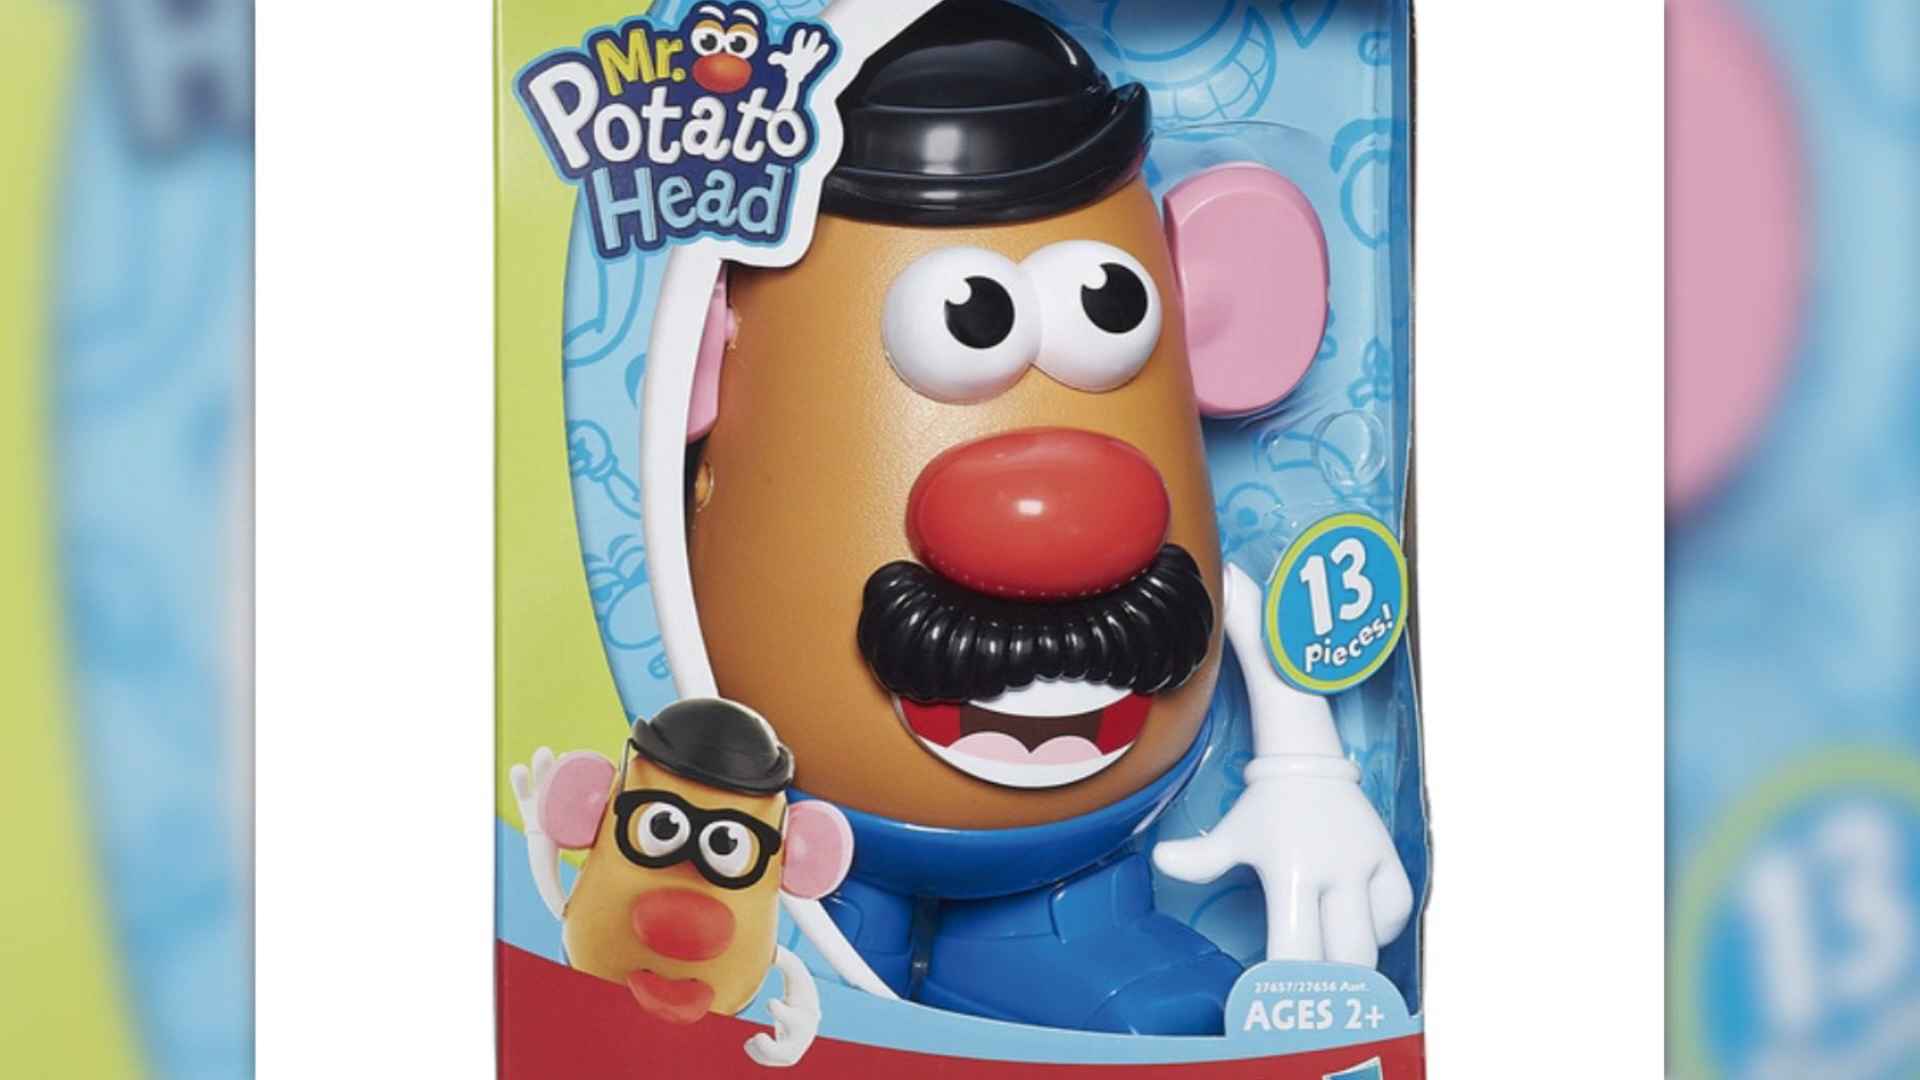 Mr.
Potato
Head
13
pieces!
27657/27656 Asst.
AGES 2+